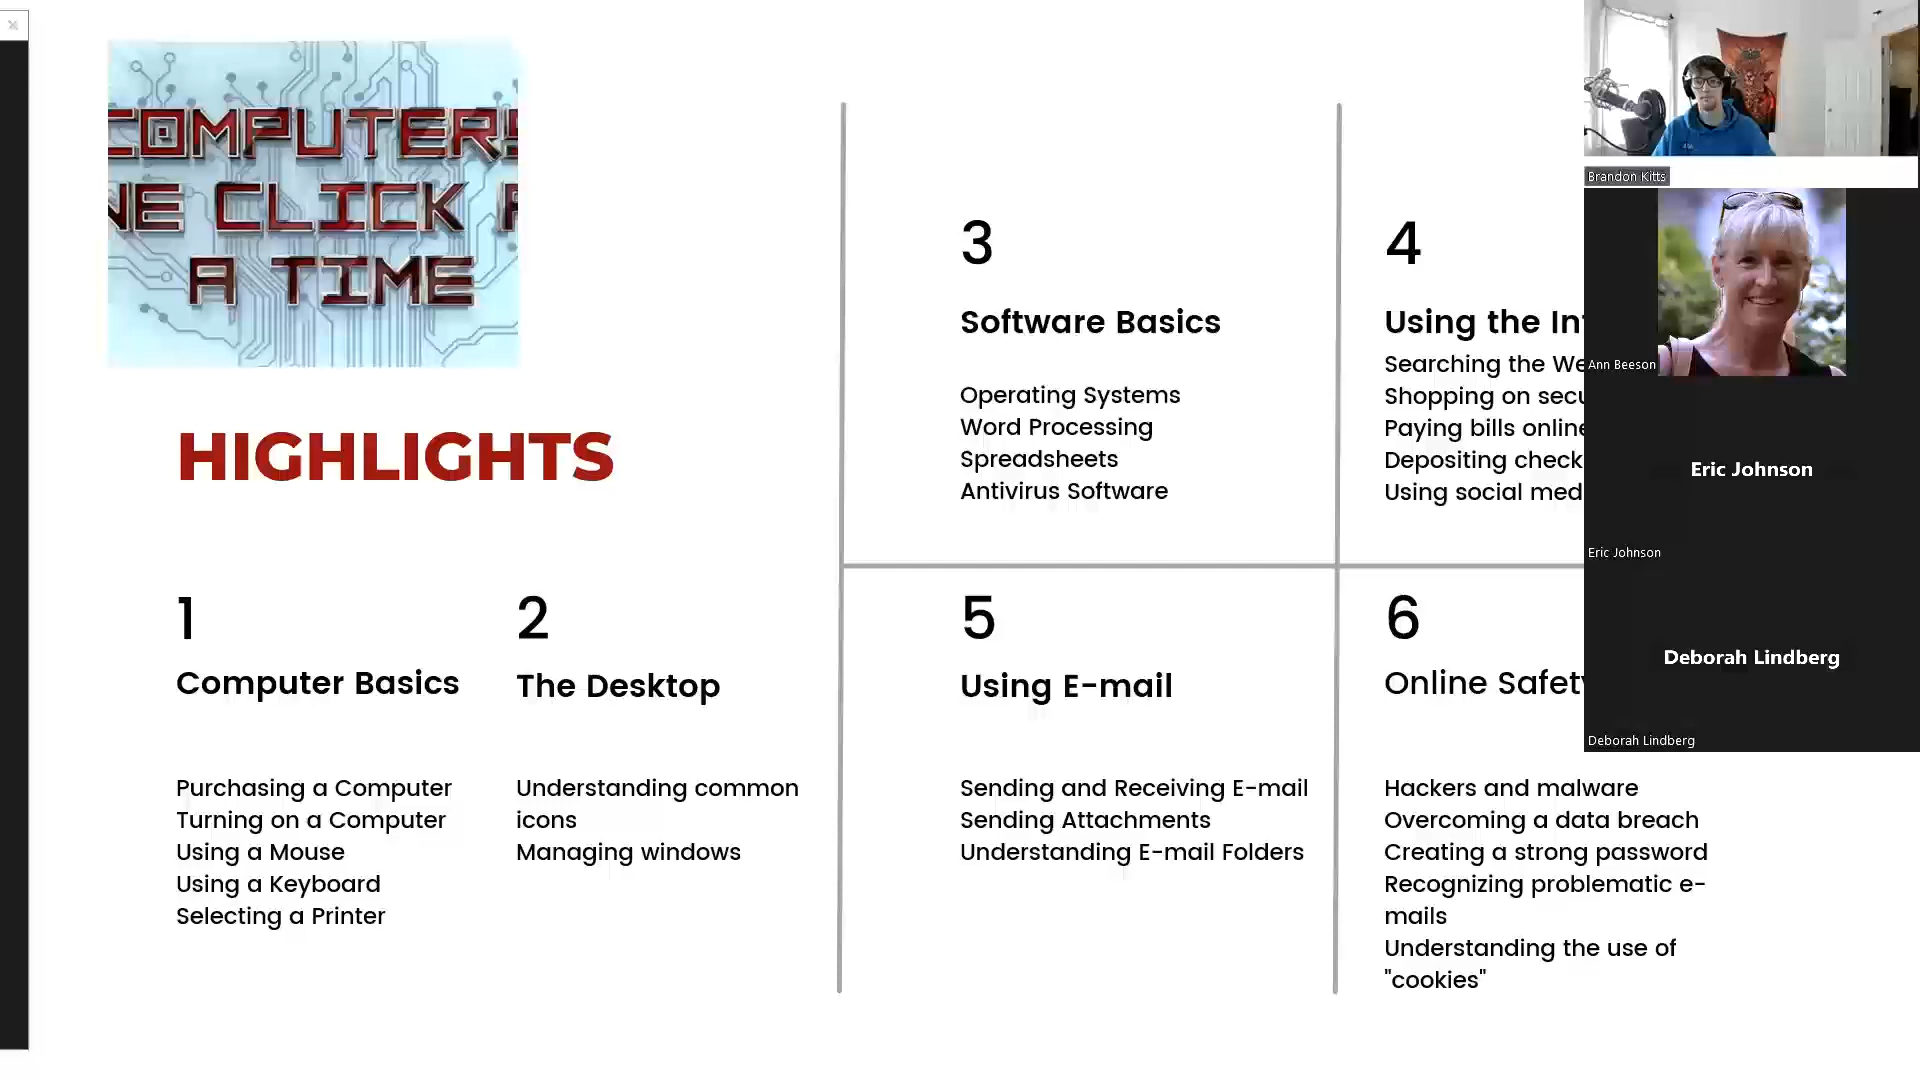 COMPUTERS
NE CLICK A
A TIME
HIGHLIGHTS
1
Computer Basics
Purchasing a Computer
Turning on a Computer
Using a Mouse
Using a Keyboard
Selecting a Printer
2
The Desktop
Understanding common
icons
Managing windows
3
Software Basics
Operating Systems
Word Processing
Spreadsheets
Antivirus Software
4
Using the Int
Searching the We
Shopping on secu
Paying bills online
Depositing check
Using social med
5
Using E-mail
Sending and Receiving E-mail
Sending Attachments
Understanding E-mail Folders
6
Online Safety
Hackers and malware
Overcoming a data breach
Creating a strong password
Recognizing problematic e-
mails
Understanding the use of
"cookies"
Brandon Kitts
Ann Beeson
Eric Johnson
Eric Johnson
Deborah Lindberg
Deborah Lindberg